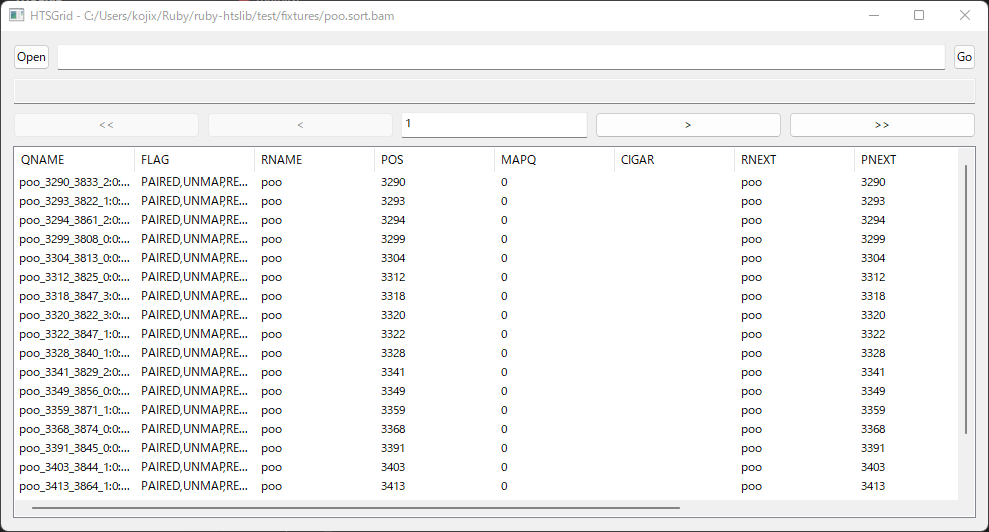 HTSGrid - C:/Users/kojix/Ruby/ruby-htslib/test/fixtures/poo.sort.bam
Open Go
<< < 1 > >>
QNAME FLAG RNAME POS MAPQ CIGAR RNEXT PNEXT
poo_3290_3833_2:0:... PAIRED,UNMAP,RE... poo 3290 0 poo 3290
poo_3293_3822_1:0:... PAIRED,UNMAP,RE... poo 3293 0 poo 3293
poo_3294_3861_2:0:... PAIRED,UNMAP,RE... poo 3294 0 poo 3294
poo_3299_3808_0:0:... PAIRED,UNMAP,RE... poo 3299 0 poo 3299
poo_3304_3813_0:0:... PAIRED,UNMAP,RE... poo 3304 0 poo 3304
poo_3312_3825_0:0:... PAIRED,UNMAP,RE... poo 3312 0 poo 3312
poo_3318_3847_3:0:... PAIRED,UNMAP,RE... poo 3318 0 poo 3318
poo_3320_3822_3:0:... PAIRED,UNMAP,RE... poo 3320 0 poo 3320
poo_3322_3847_1:0:... PAIRED,UNMAP,RE... poo 3322 0 poo 3322
poo_3328_3840_1:0:... PAIRED,UNMAP,RE... poo 3328 0 poo 3328
poo_3341_3829_2:0:... PAIRED,UNMAP,RE... poo 3341 0 poo 3341
poo_3349_3856_0:0:... PAIRED,UNMAP,RE... poo 3349 0 poo 3349
poo_3359_3871_1:0:... PAIRED,UNMAP,RE... poo 3359 0 poo 3359
poo_3368_3874_0:0:... PAIRED,UNMAP,RE... poo 3368 0 poo 3368
poo_3391_3845_0:0:... PAIRED,UNMAP,RE... poo 3391 0 poo 3391
poo_3403_3844_1:0:... PAIRED,UNMAP,RE... poo 3403 0 poo 3403
poo_3413_3864_1:0:... PAIRED,UNMAP,RE... poo 3413 0 poo 3413